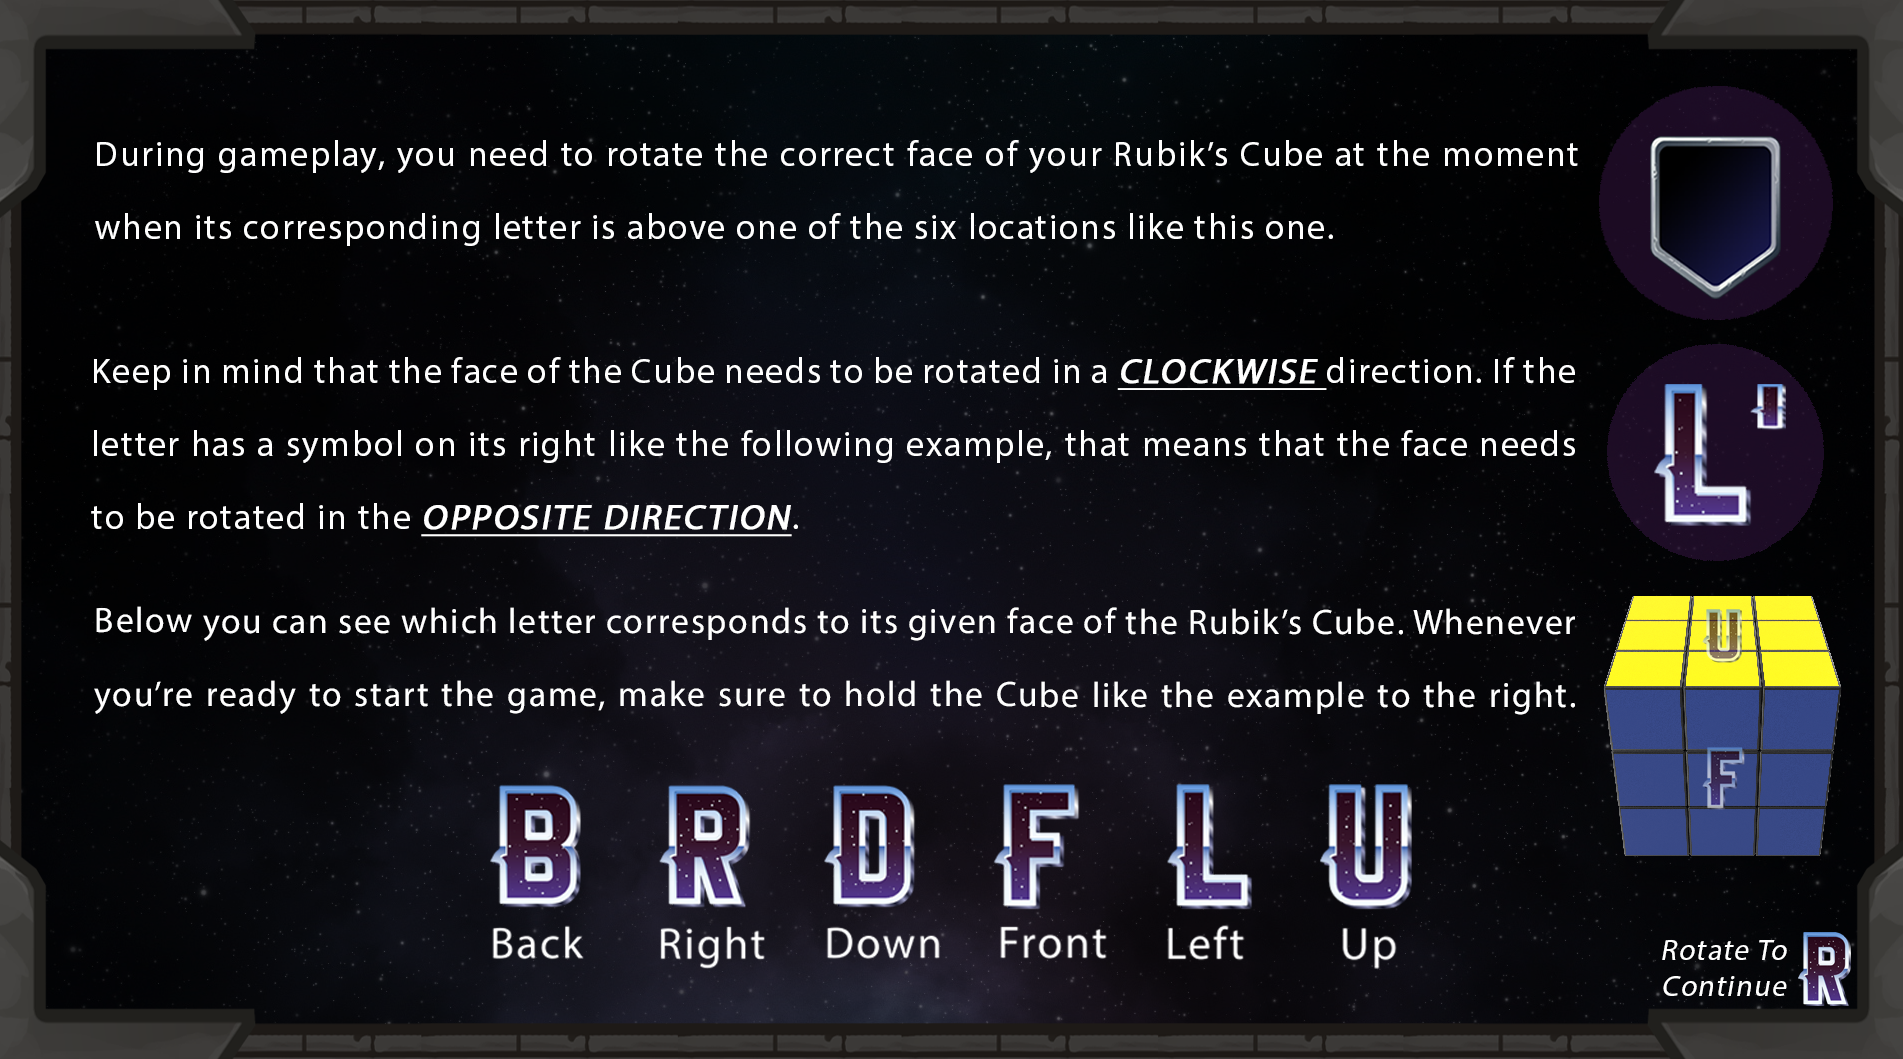 During gameplay, you need to rotate the correct face of your Rubik's Cube at the moment
when its corresponding letter is above one of the six locations like this one.
Keep in mind that the face of the Cube needs to be rotated in a CLOCKWISE direction. If the
letter has a symbol on its right like the following example, that means that the face needs
to be rotated in the OPPOSITE DIRECTION.
L'
Below you can see which letter corresponds to its given face of the Rubik's Cube. Whenever
you're ready to start the game, make sure to hold the Cube like the example to the right.
U
F
B R D F L U
Back Right Down Front Left Up
Rotate To
Continue R